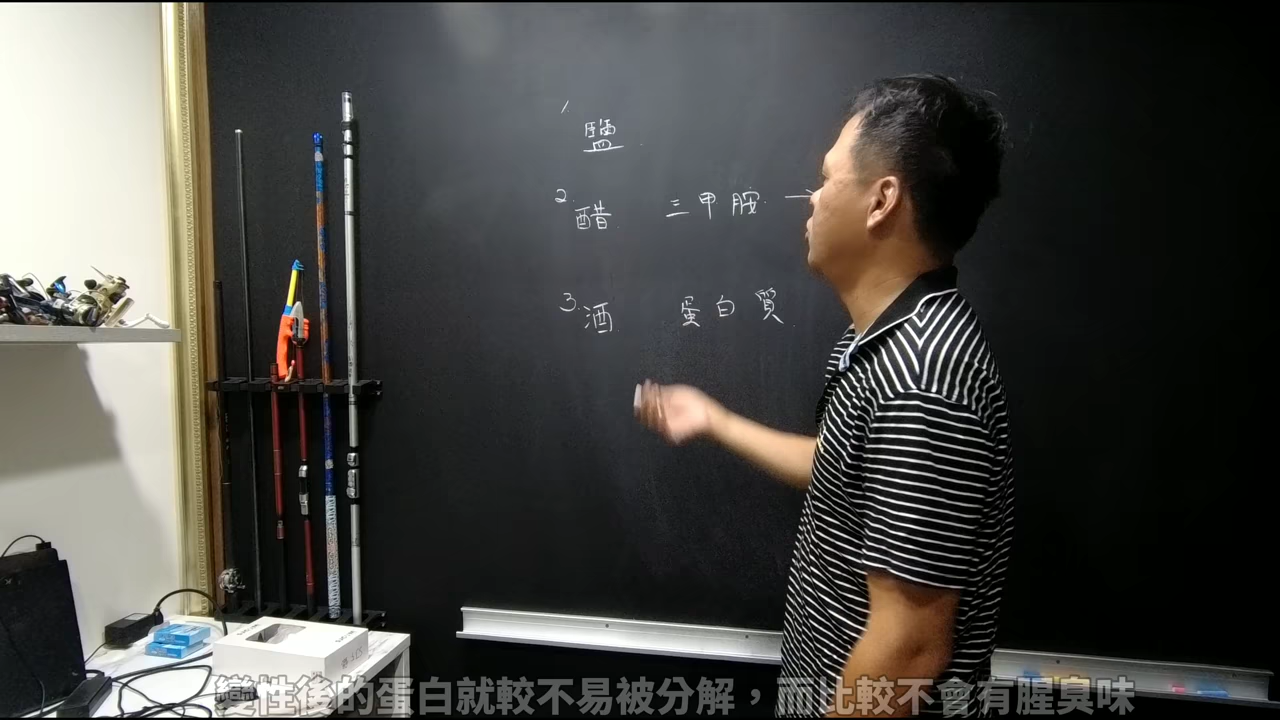 1 鹽
2 醋 三甲胺 →
3. 酒 蛋白質
變性後的蛋白就較不易被分解，而比較不會有腥臭味